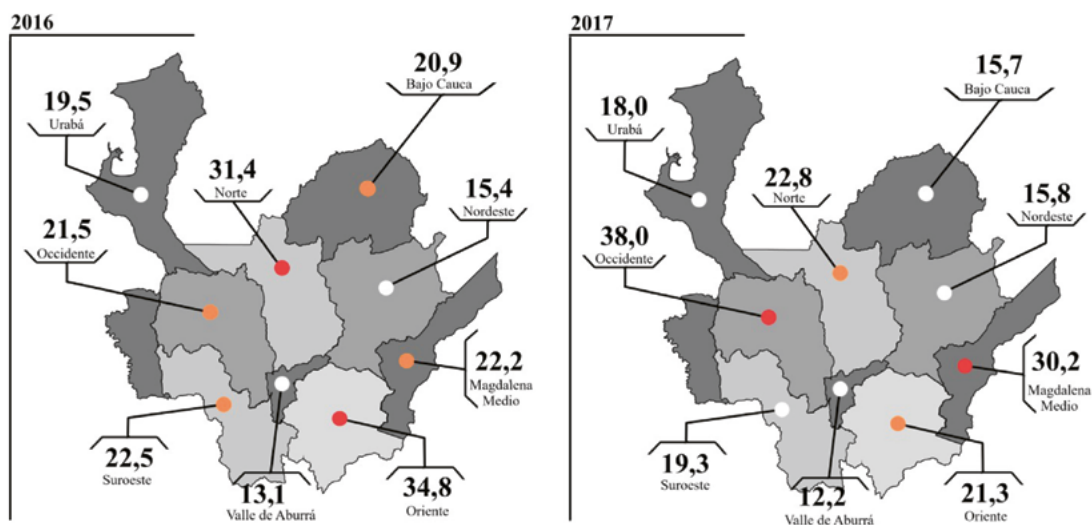 2016
20,9
Bajo Cauca
19,5
Urabá
31,4
Norte
15,4
Nordeste
21,5
Occidente
22,2
Magdalena
Medio
22,5
Suroeste
13,1
Valle de Aburrá
34,8
Oriente
2017
15,7
Bajo Cauca
18,0
Urabá
22,8
Norte
15,8
Nordeste
38,0
Occidente
30,2
Magdalena
Medio
19,3
Suroeste
12,2
Valle de Aburrá
21,3
Oriente